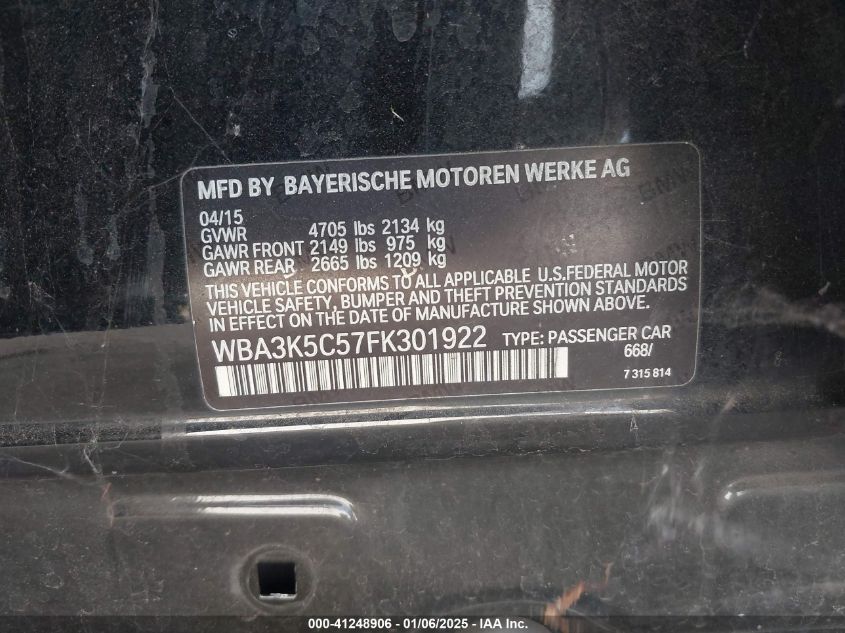 MFD BY BAYERISCHE MOTOREN WERKE AG
04/15
GVWR 4705 lbs 2134 kg
GAWR FRONT 2149 lbs 975 kg
GAWR REAR 2665 lbs 1209 kg
THIS VEHICLE CONFORMS TO ALL APPLICABLE U.S.FEDERAL MOTOR
VEHICLE SAFETY, BUMPER AND THEFT PREVENTION STANDARDS
IN EFFECT ON THE DATE OF MANUFACTURE SHOWN ABOVE.
WBA3K5C57FK301922 TYPE: PASSENGER CAR
668/
7 315 814
000-41248906 - 01/06/2025 - IAA Inc.